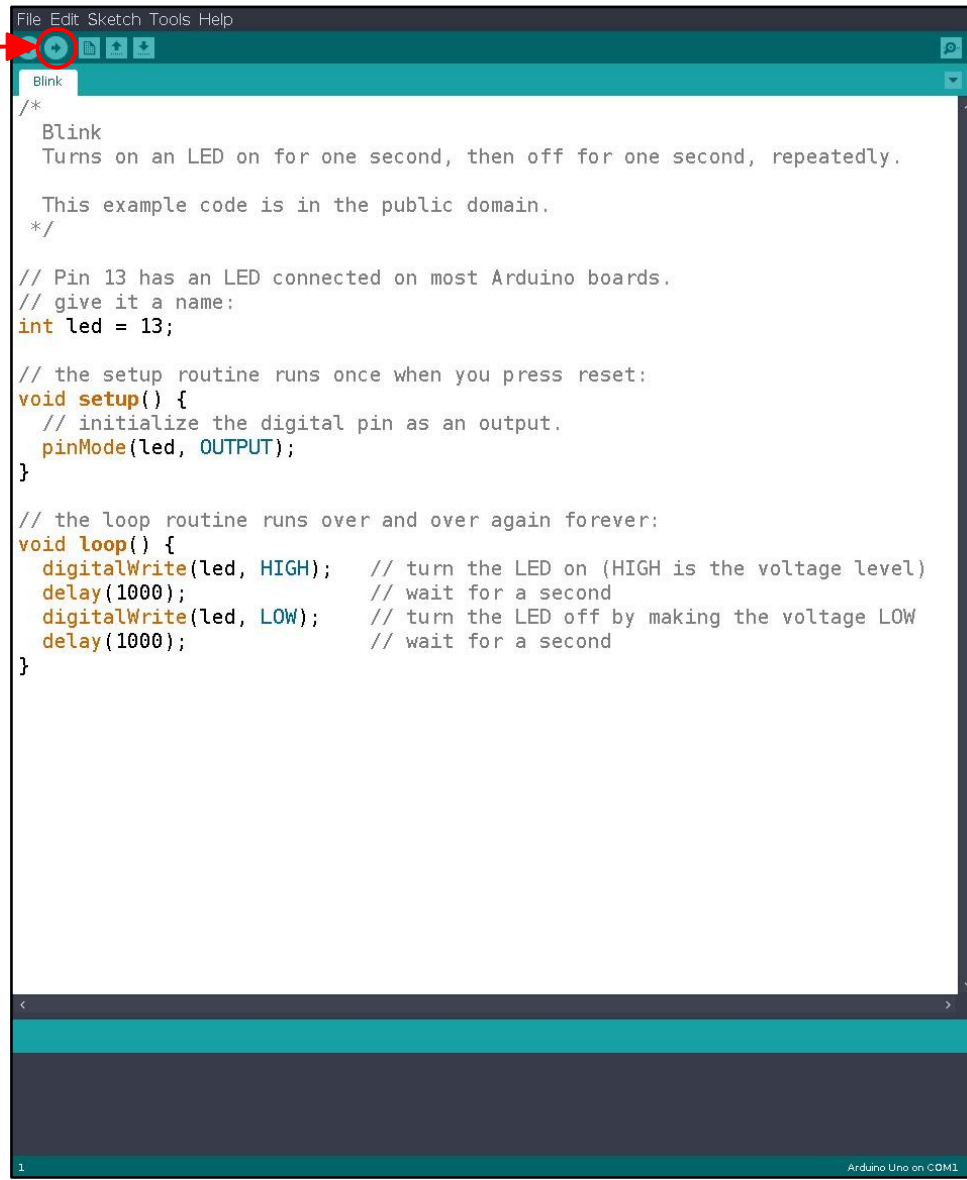 File Edit Sketch Tools Help
Blink
/*
  Blink
  Turns on an LED on for one second, then off for one second, repeatedly.

  This example code is in the public domain.
 */

// Pin 13 has an LED connected on most Arduino boards.
// give it a name:
int led = 13;

// the setup routine runs once when you press reset:
void setup() {
  // initialize the digital pin as an output.
  pinMode(led, OUTPUT);
}

// the loop routine runs over and over again forever:
void loop() {
  digitalWrite(led, HIGH);   // turn the LED on (HIGH is the voltage level)
  delay(1000);               // wait for a second
  digitalWrite(led, LOW);    // turn the LED off by making the voltage LOW
  delay(1000);               // wait for a second
}
1 Arduino Uno on COM1